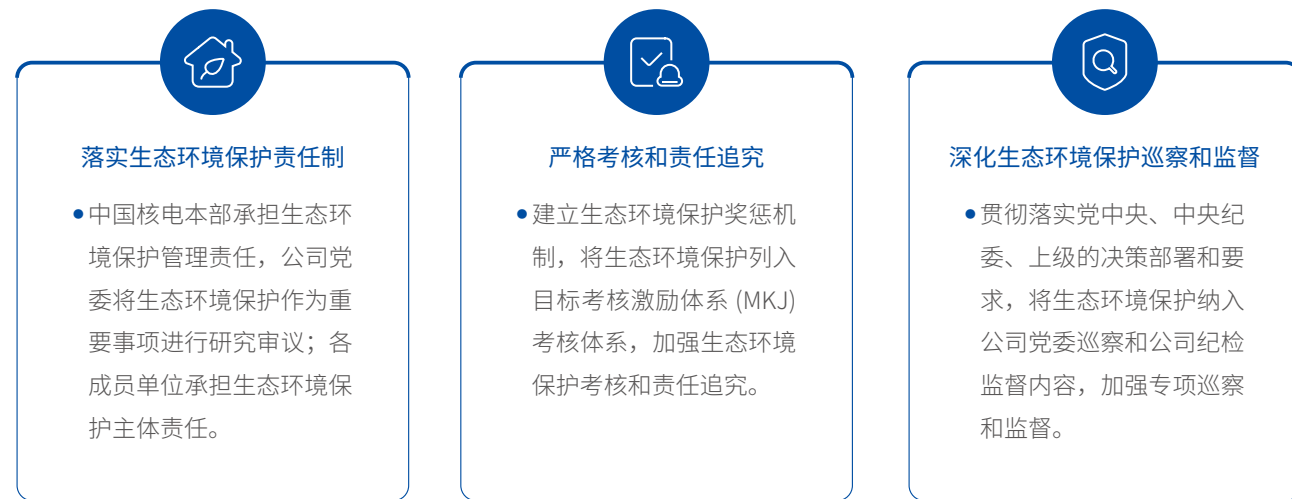 落实生态环境保护责任制
中国核电本部承担生态环
境保护管理责任，公司党
委将生态环境保护作为重
要事项进行研究审议；各
成员单位承担生态环境保
护主体责任。
严格考核和责任追究
建立生态环境保护奖惩机
制，将生态环境保护列入
目标考核激励体系 (MKJ)
考核体系，加强生态环境
保护考核和责任追究。
深化生态环境保护巡察和监督
贯彻落实党中央、中央纪
委、上级的决策部署和要
求，将生态环境保护纳入
公司党委巡察和公司纪检
监督内容，加强专项巡察
和监督。